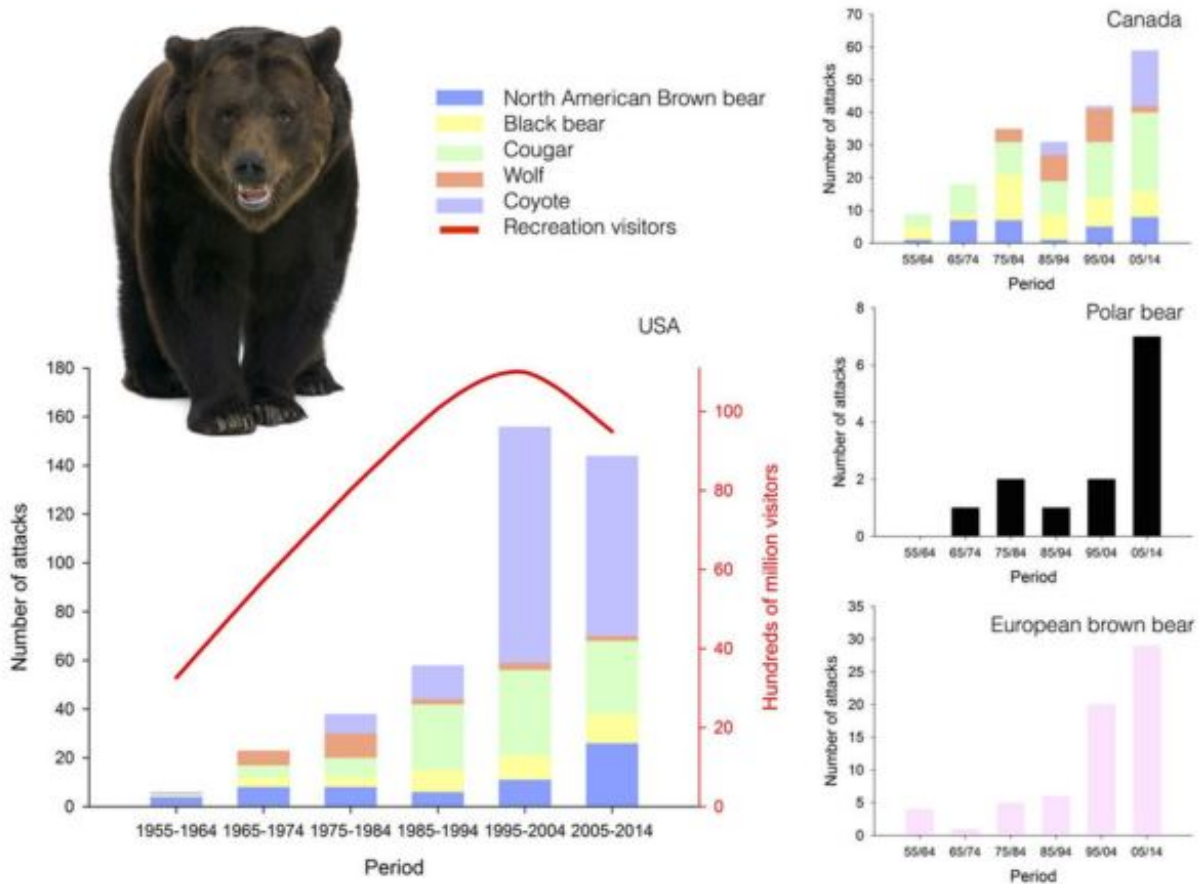 North American Brown bear
Black bear
Cougar
Wolf
Coyote
Recreation visitors
USA
Number of attacks
180
160
140
120
100
80
60
40
20
0
1955-1964 1965-1974 1975-1984 1985-1994 1995-2004 2005-2014
Period
Hundreds of million visitors
100
80
60
40
20
0
Canada
Number of attacks
70
60
50
40
30
20
10
0
55/64 65/74 75/84 85/94 95/04 05/14
Period
Polar bear
Number of attacks
8
6
4
2
0
55/64 65/74 75/84 85/94 95/04 05/14
Period
European brown bear
Number of attacks
35
30
25
20
15
10
5
0
55/64 65/74 75/84 85/94 95/04 05/14
Period